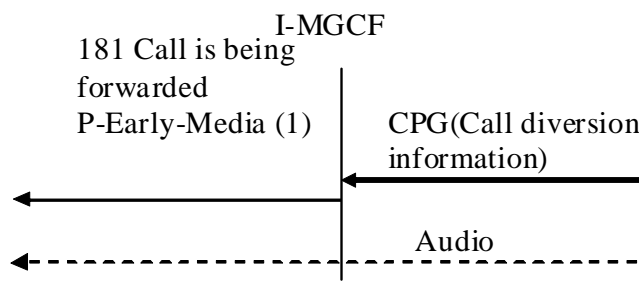 I-MGCF
181 Call is being
forwarded
P-Early-Media (1)
CPG(Call diversion
information)
Audio